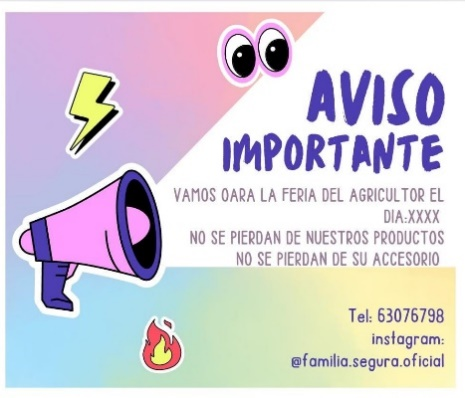 AVISO
IMPORTANTE
VAMOS OARA LA FERIA DEL AGRICULTOR EL
DIA:XXXX
NO SE PIERDAN DE NUESTROS PRODUCTOS
NO SE PIERDAN DE SU ACCESORIO
Tel: 63076798
instagram:
@familia.segura.oficial